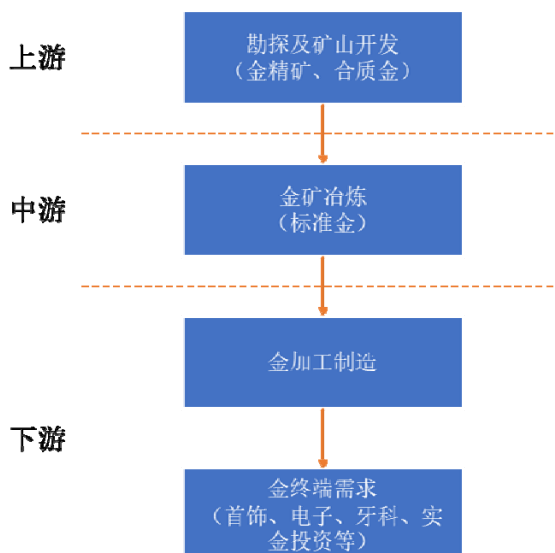 上游
勘探及矿山开发
（金精矿、合质金）
中游
金矿冶炼
（标准金）
金加工制造
下游
金终端需求
（首饰、电子、牙科、实
金投资等）